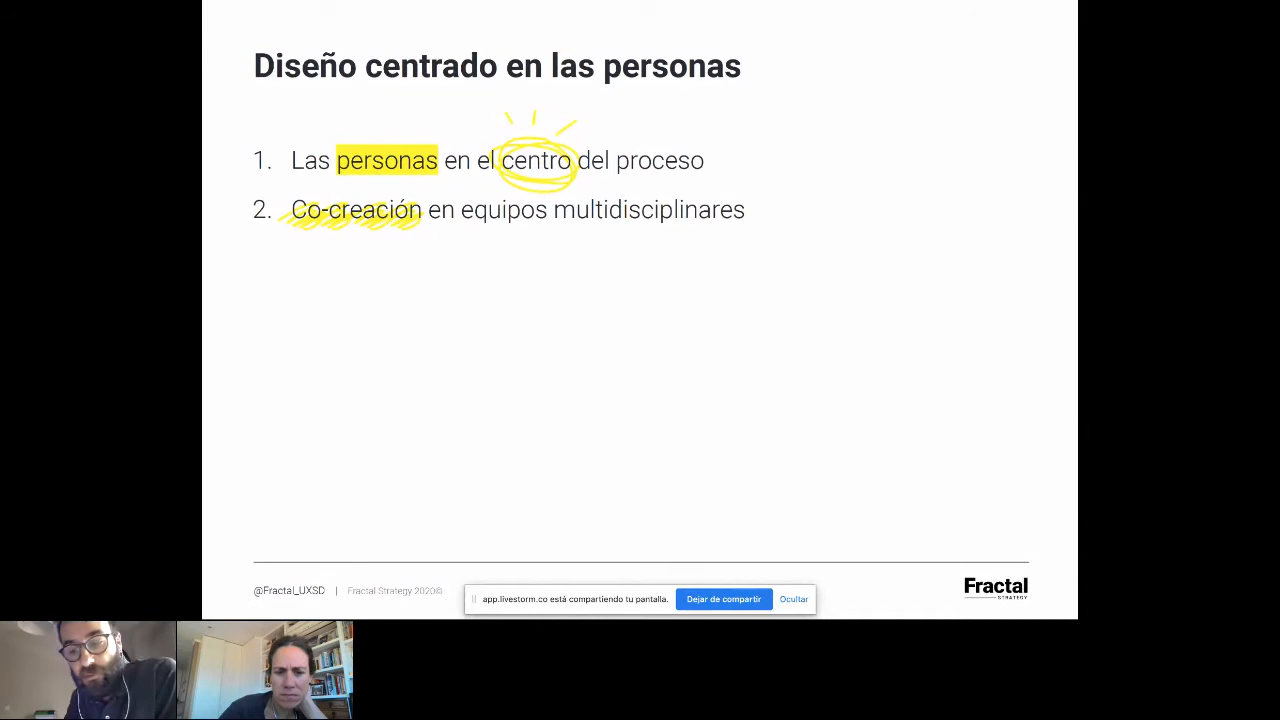 Diseño centrado en las personas
1. Las personas en el centro del proceso
2. Co-creación en equipos multidisciplinares
@Fractal_UXSD | Fractal Strategy 2020©
app.livestorm.co está compartiendo tu pantalla. Dejar de compartir Ocultar
Fractal
STRATEGY